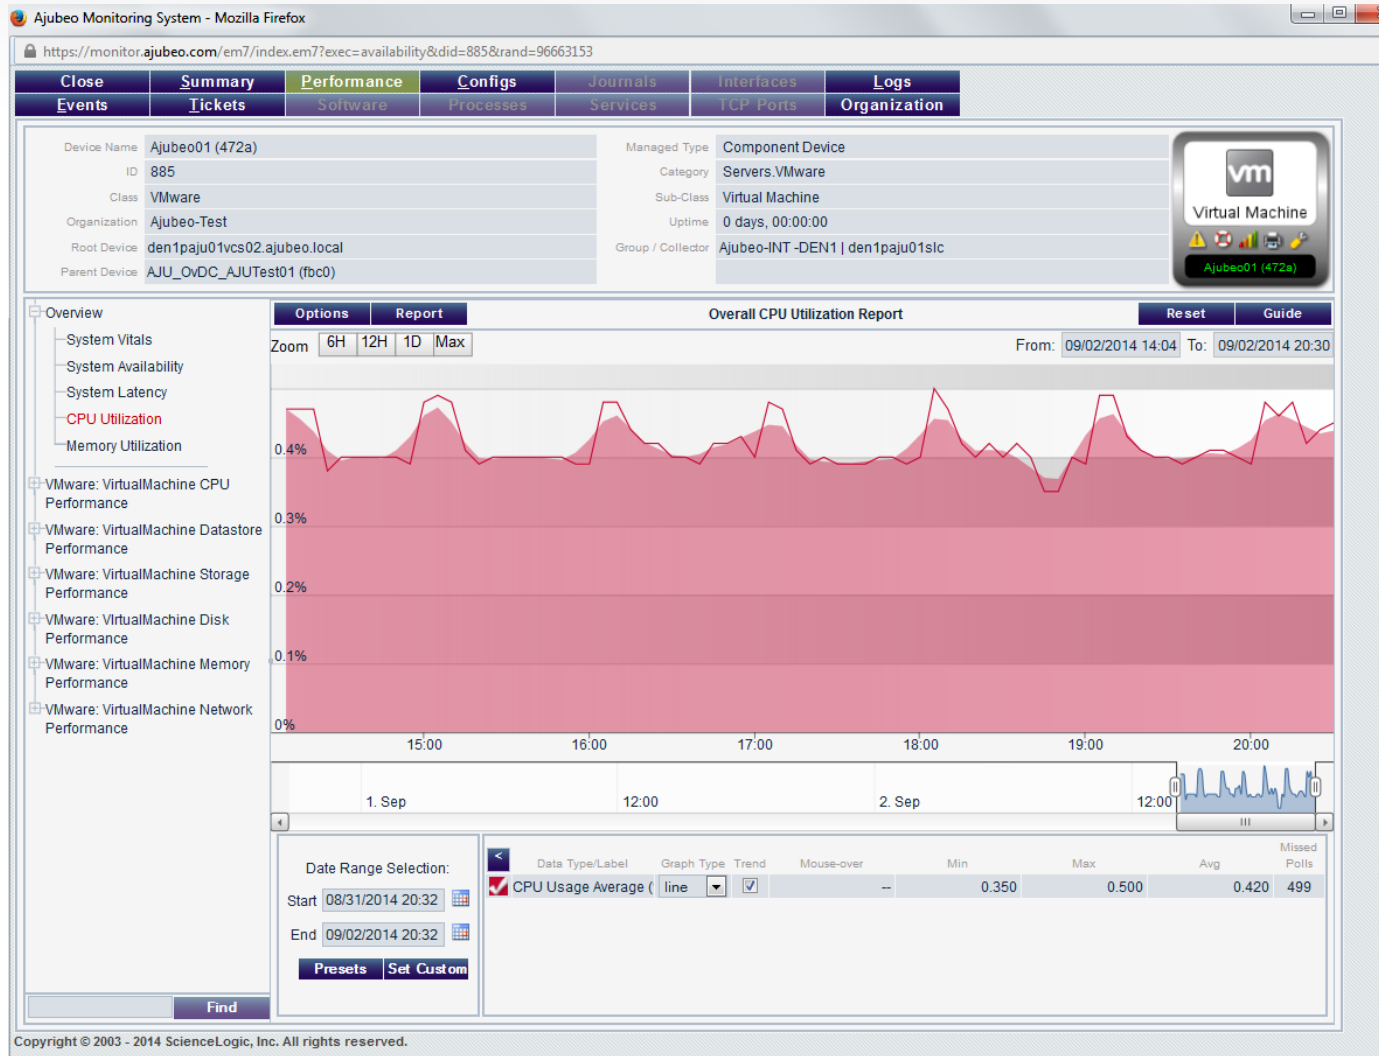 Ajubeo Monitoring System - Mozilla Firefox
https://monitor.ajubeo.com/em7/index.em7?exec=availability&did=885&rand=96663153
Close Summary Performance Configs Journals Interfaces Logs
Events Tickets Software Processes Services TCP Ports Organization
Device Name Ajubeo01 (472a) Managed Type Component Device
ID 885 Category Servers.VMware
Class VMware Sub-Class Virtual Machine
Organization Ajubeo-Test Uptime 0 days, 00:00:00
Root Device den1paju01vcs02.ajubeo.local Group / Collector Ajubeo-INT -DEN1 | den1paju01slc
Parent Device AJU_OvDC_AJUTest01 (fbc0)
vm
Virtual Machine
Ajubeo01 (472a)
Overview
System Vitals
System Availability
System Latency
CPU Utilization
Memory Utilization
VMware: VirtualMachine CPU
Performance
VMware: VirtualMachine Datastore
Performance
VMware: VirtualMachine Storage
Performance
VMware: VIrtualMachine Disk
Performance
VMware: VirtualMachine Memory
Performance
VMware: VirtualMachine Network
Performance
Find
Options Report Overall CPU Utilization Report Reset Guide
Zoom 6H 12H 1D Max From: 09/02/2014 14:04 To: 09/02/2014 20:30
0.4%
0.3%
0.2%
0.1%
0%
15:00 16:00 17:00 18:00 19:00 20:00
1. Sep 12:00 2. Sep 12:00
Date Range Selection:
Start 08/31/2014 20:32
End 09/02/2014 20:32
Presets Set Custom
< Data Type/Label Graph Type Trend Mouse-over Min Max Avg Missed Polls
CPU Usage Average ( line -- 0.350 0.500 0.420 499
Copyright © 2003 - 2014 ScienceLogic, Inc. All rights reserved.